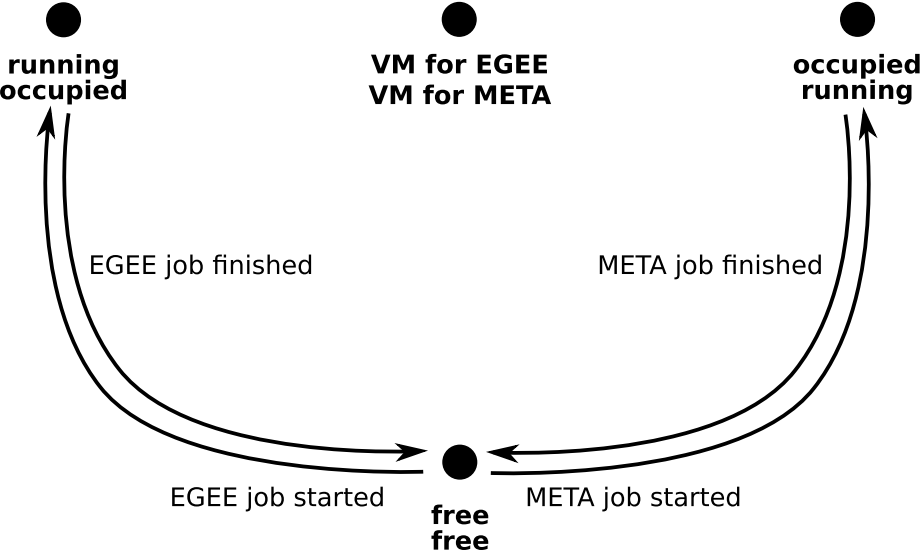 running
occupied
VM for EGEE
VM for META
occupied
running
EGEE job finished
META job finished
EGEE job started
META job started
free
free